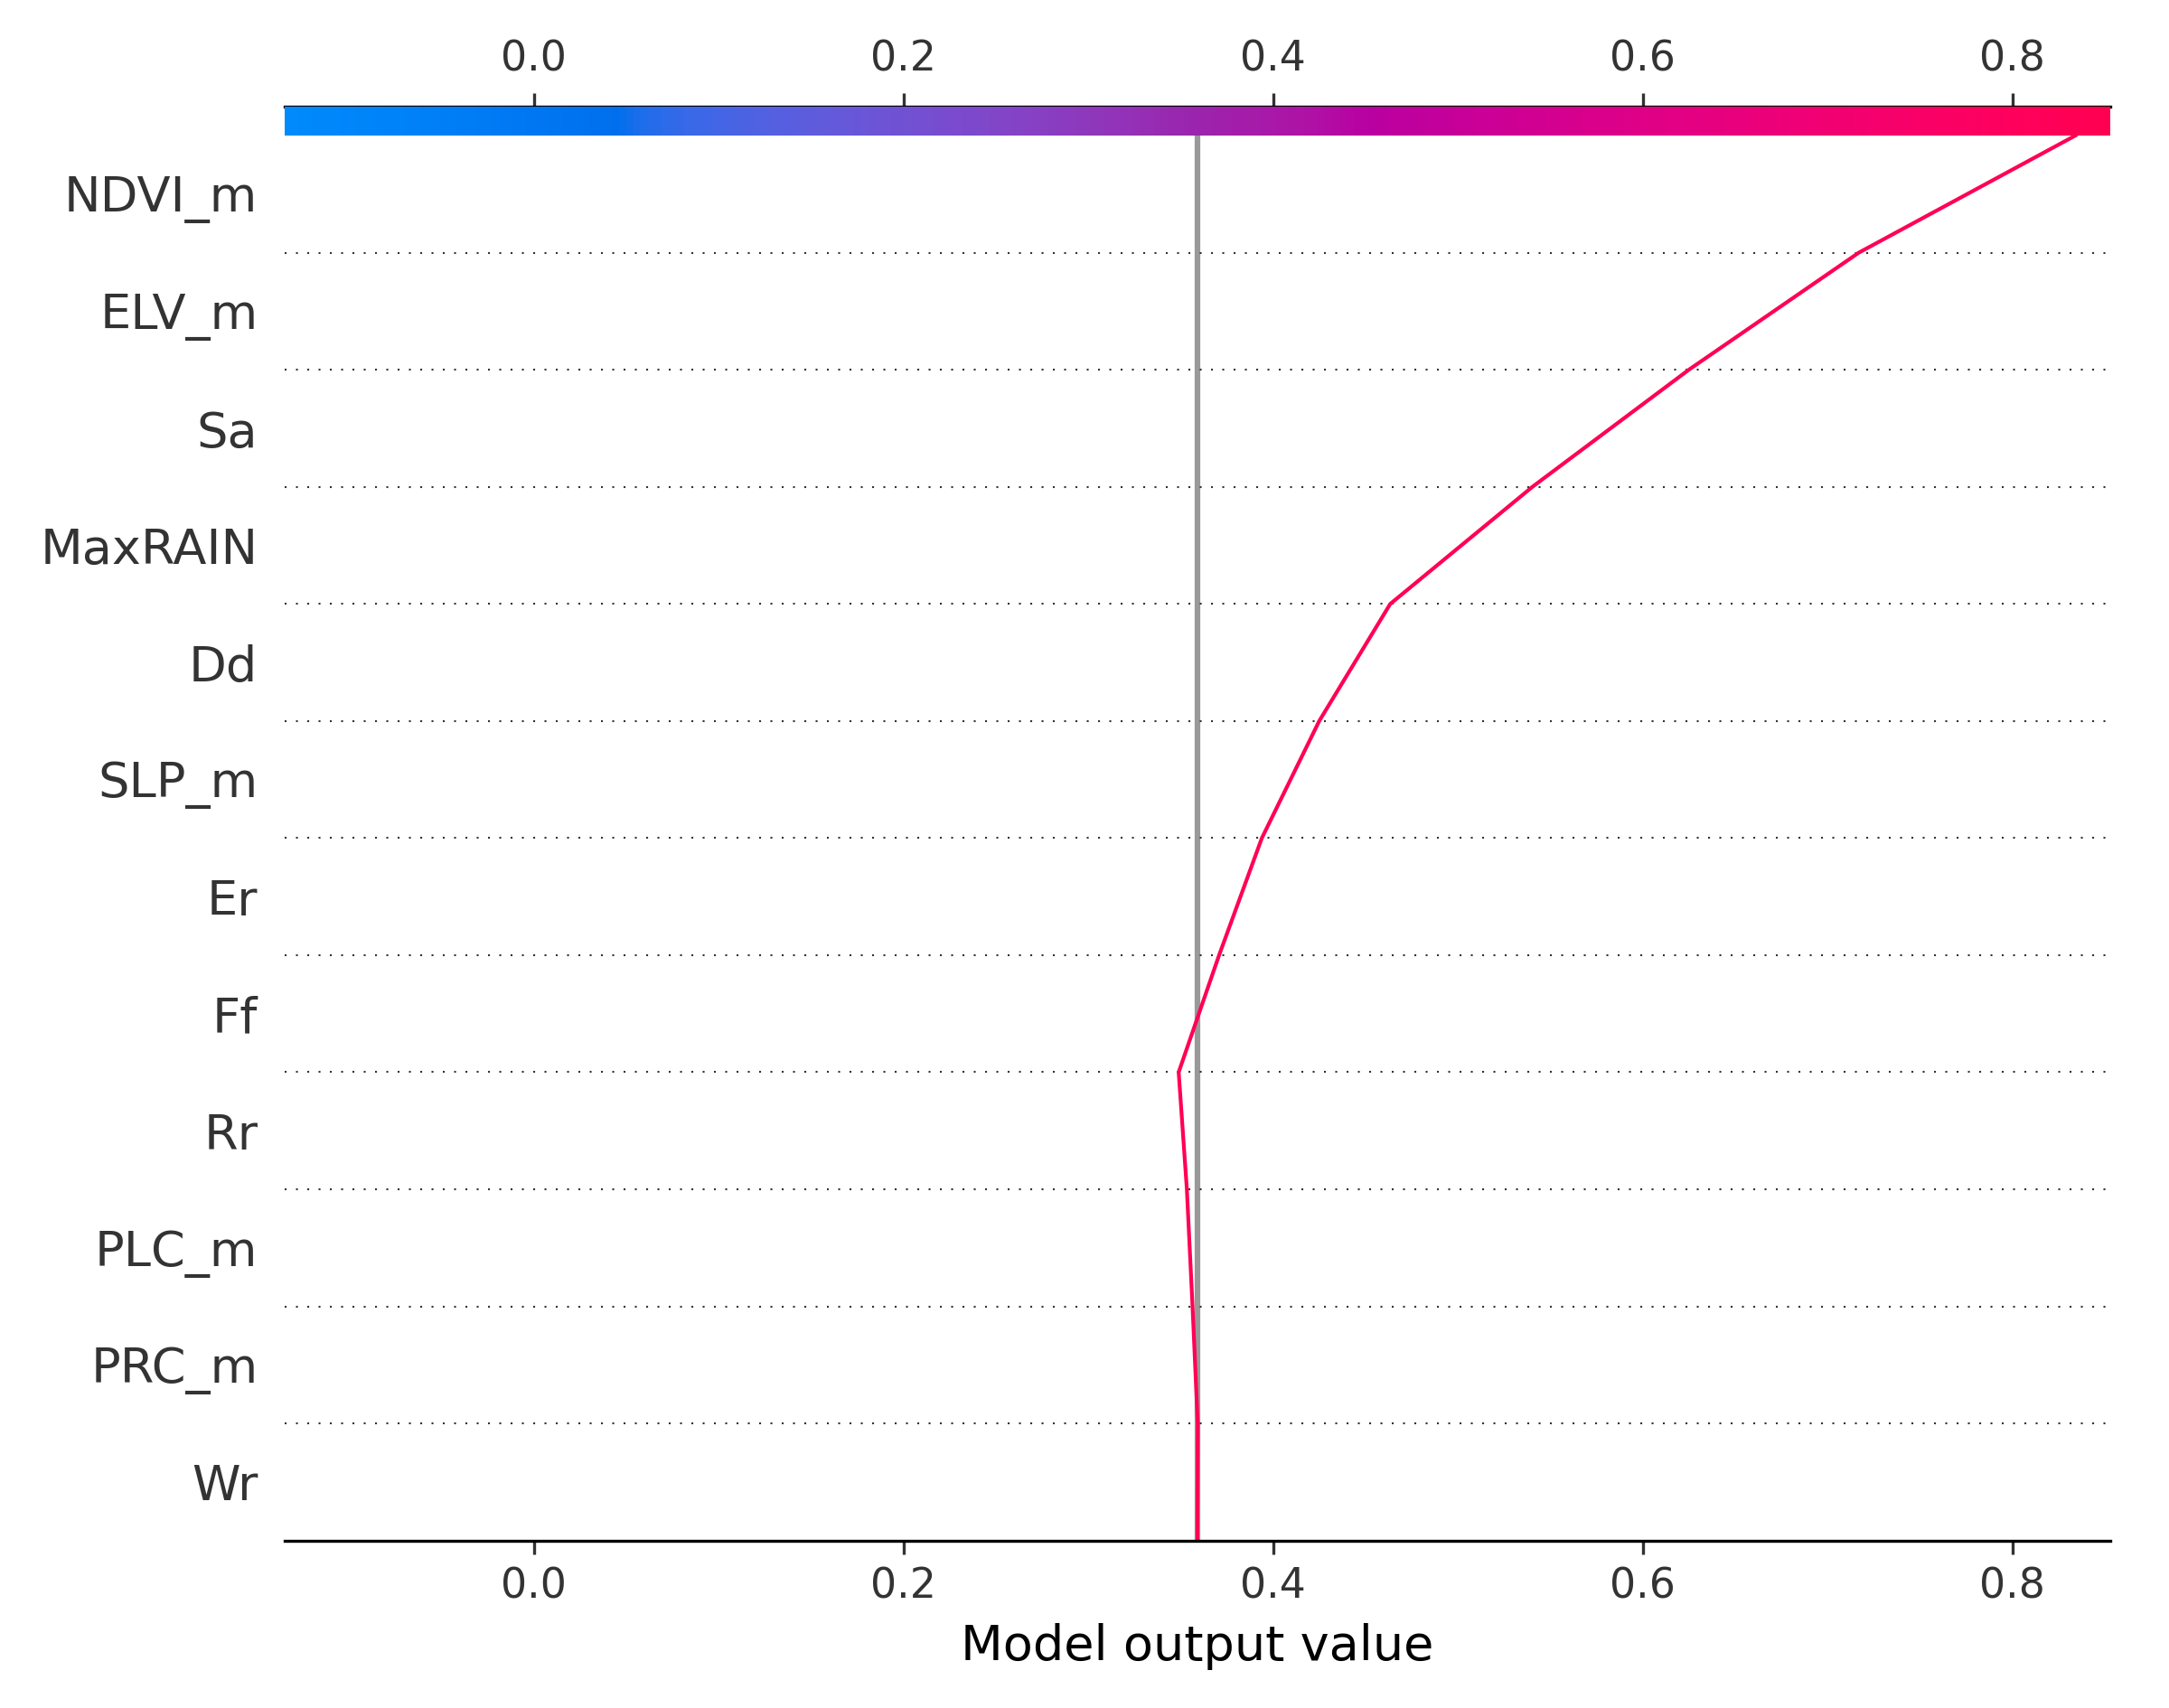 0.0 0.2 0.4 0.6 0.8
NDVI_m
ELV_m
Sa
MaxRAIN
Dd
SLP_m
Er
Ff
Rr
PLC_m
PRC_m
Wr
0.0 0.2 0.4 0.6 0.8
Model output value